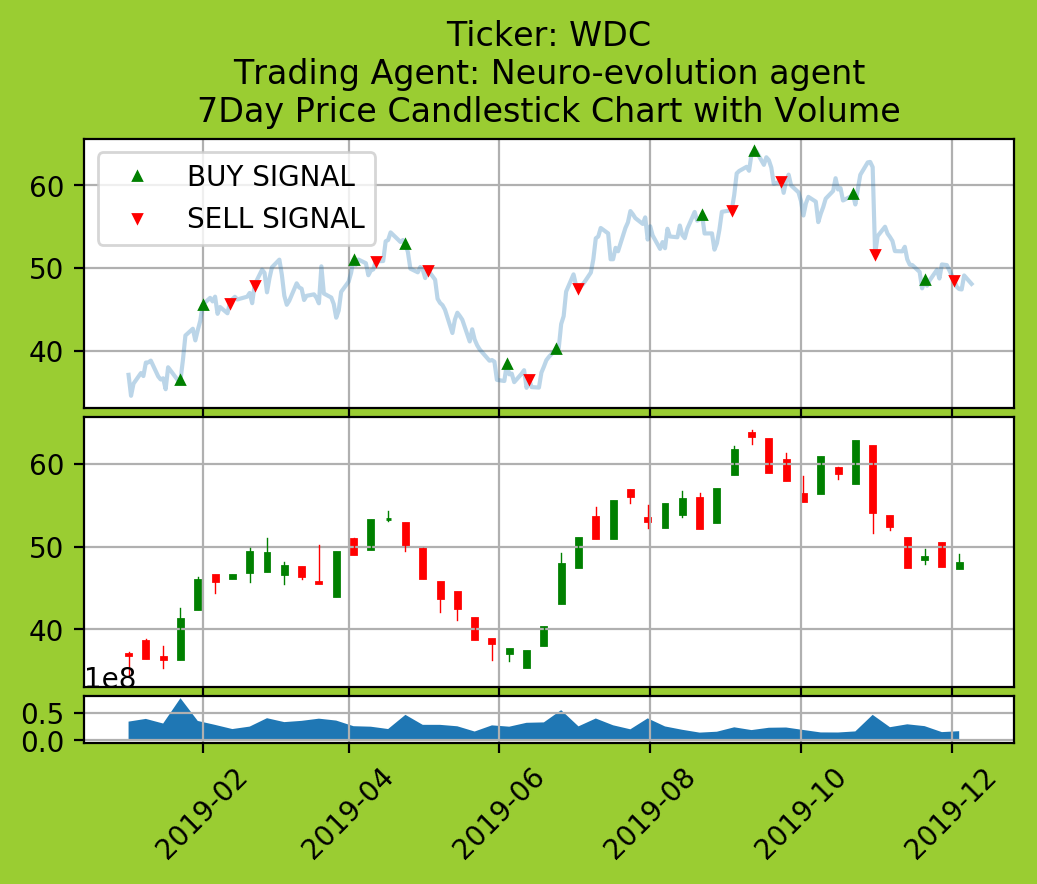 Ticker: WDC
Trading Agent: Neuro-evolution agent
7Day Price Candlestick Chart with Volume
BUY SIGNAL
SELL SIGNAL
60
50
40
60
50
40
1e8
0.5
0.0
2019-02
2019-04
2019-06
2019-08
2019-10
2019-12